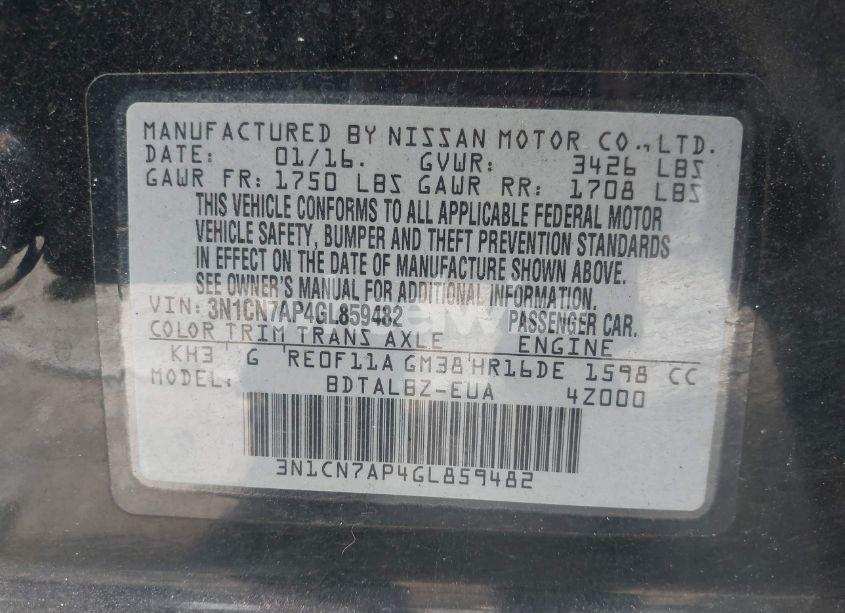 MANUFACTURED BY NISSAN MOTOR CO., LTD.
DATE: 01/16. GVWR: 3426 LBS
GAWR FR: 1750 LBS GAWR RR: 1708 LBS
THIS VEHICLE CONFORMS TO ALL APPLICABLE FEDERAL MOTOR
VEHICLE SAFETY, BUMPER AND THEFT PREVENTION STANDARDS
IN EFFECT ON THE DATE OF MANUFACTURE SHOWN ABOVE.
SEE OWNER'S MANUAL FOR ADDITIONAL INFORMATION.
VIN: 3N1CN7AP4GL859482 PASSENGER CAR.
COLOR TRIM TRANS AXLE ENGINE
KH3 G RE0F11A GM38 HR16DE 1598 CC
MODEL: BDTALBZ-EUA 4Z000
3N1CN7AP4GL859482